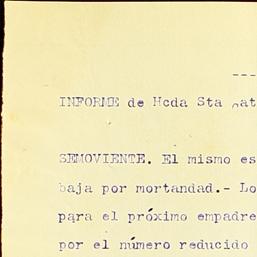 ---
INFORME de Hcda Sta
SEMOVIENTE. El mismo es
baja por mortandad.- Lo
para el próximo empadre
por el número reducido